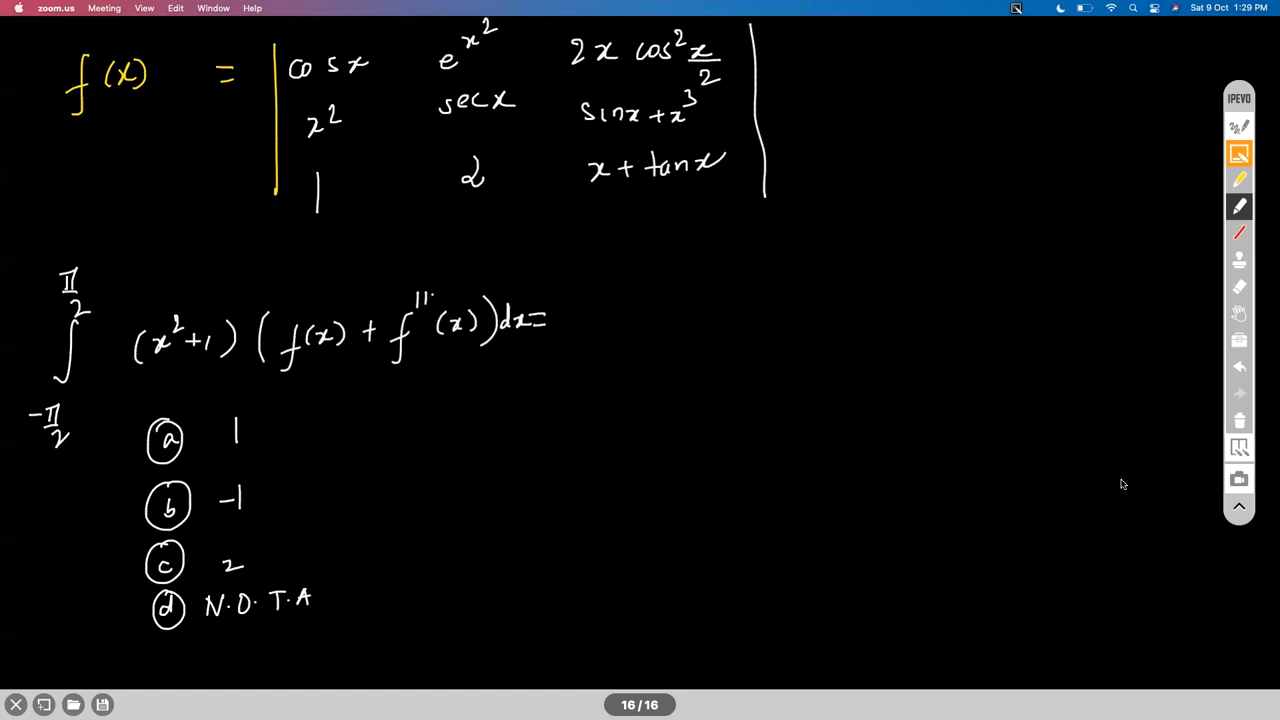 zoom.us Meeting View Edit Window Help Sat 9 Oct 1:29 PM
f(x) = | cos x e^{x^2} 2x cos^2 x/2 |
| x^2 sec x sin x + x^3 |
| 1 2 x + tan x |
IPEVO
∫_{-π/2}^{π/2} (x^2+1) (f(x) + f''(x)) dx =
(a) 1
(b) -1
(c) 2
(d) N.O.T.A
16/16